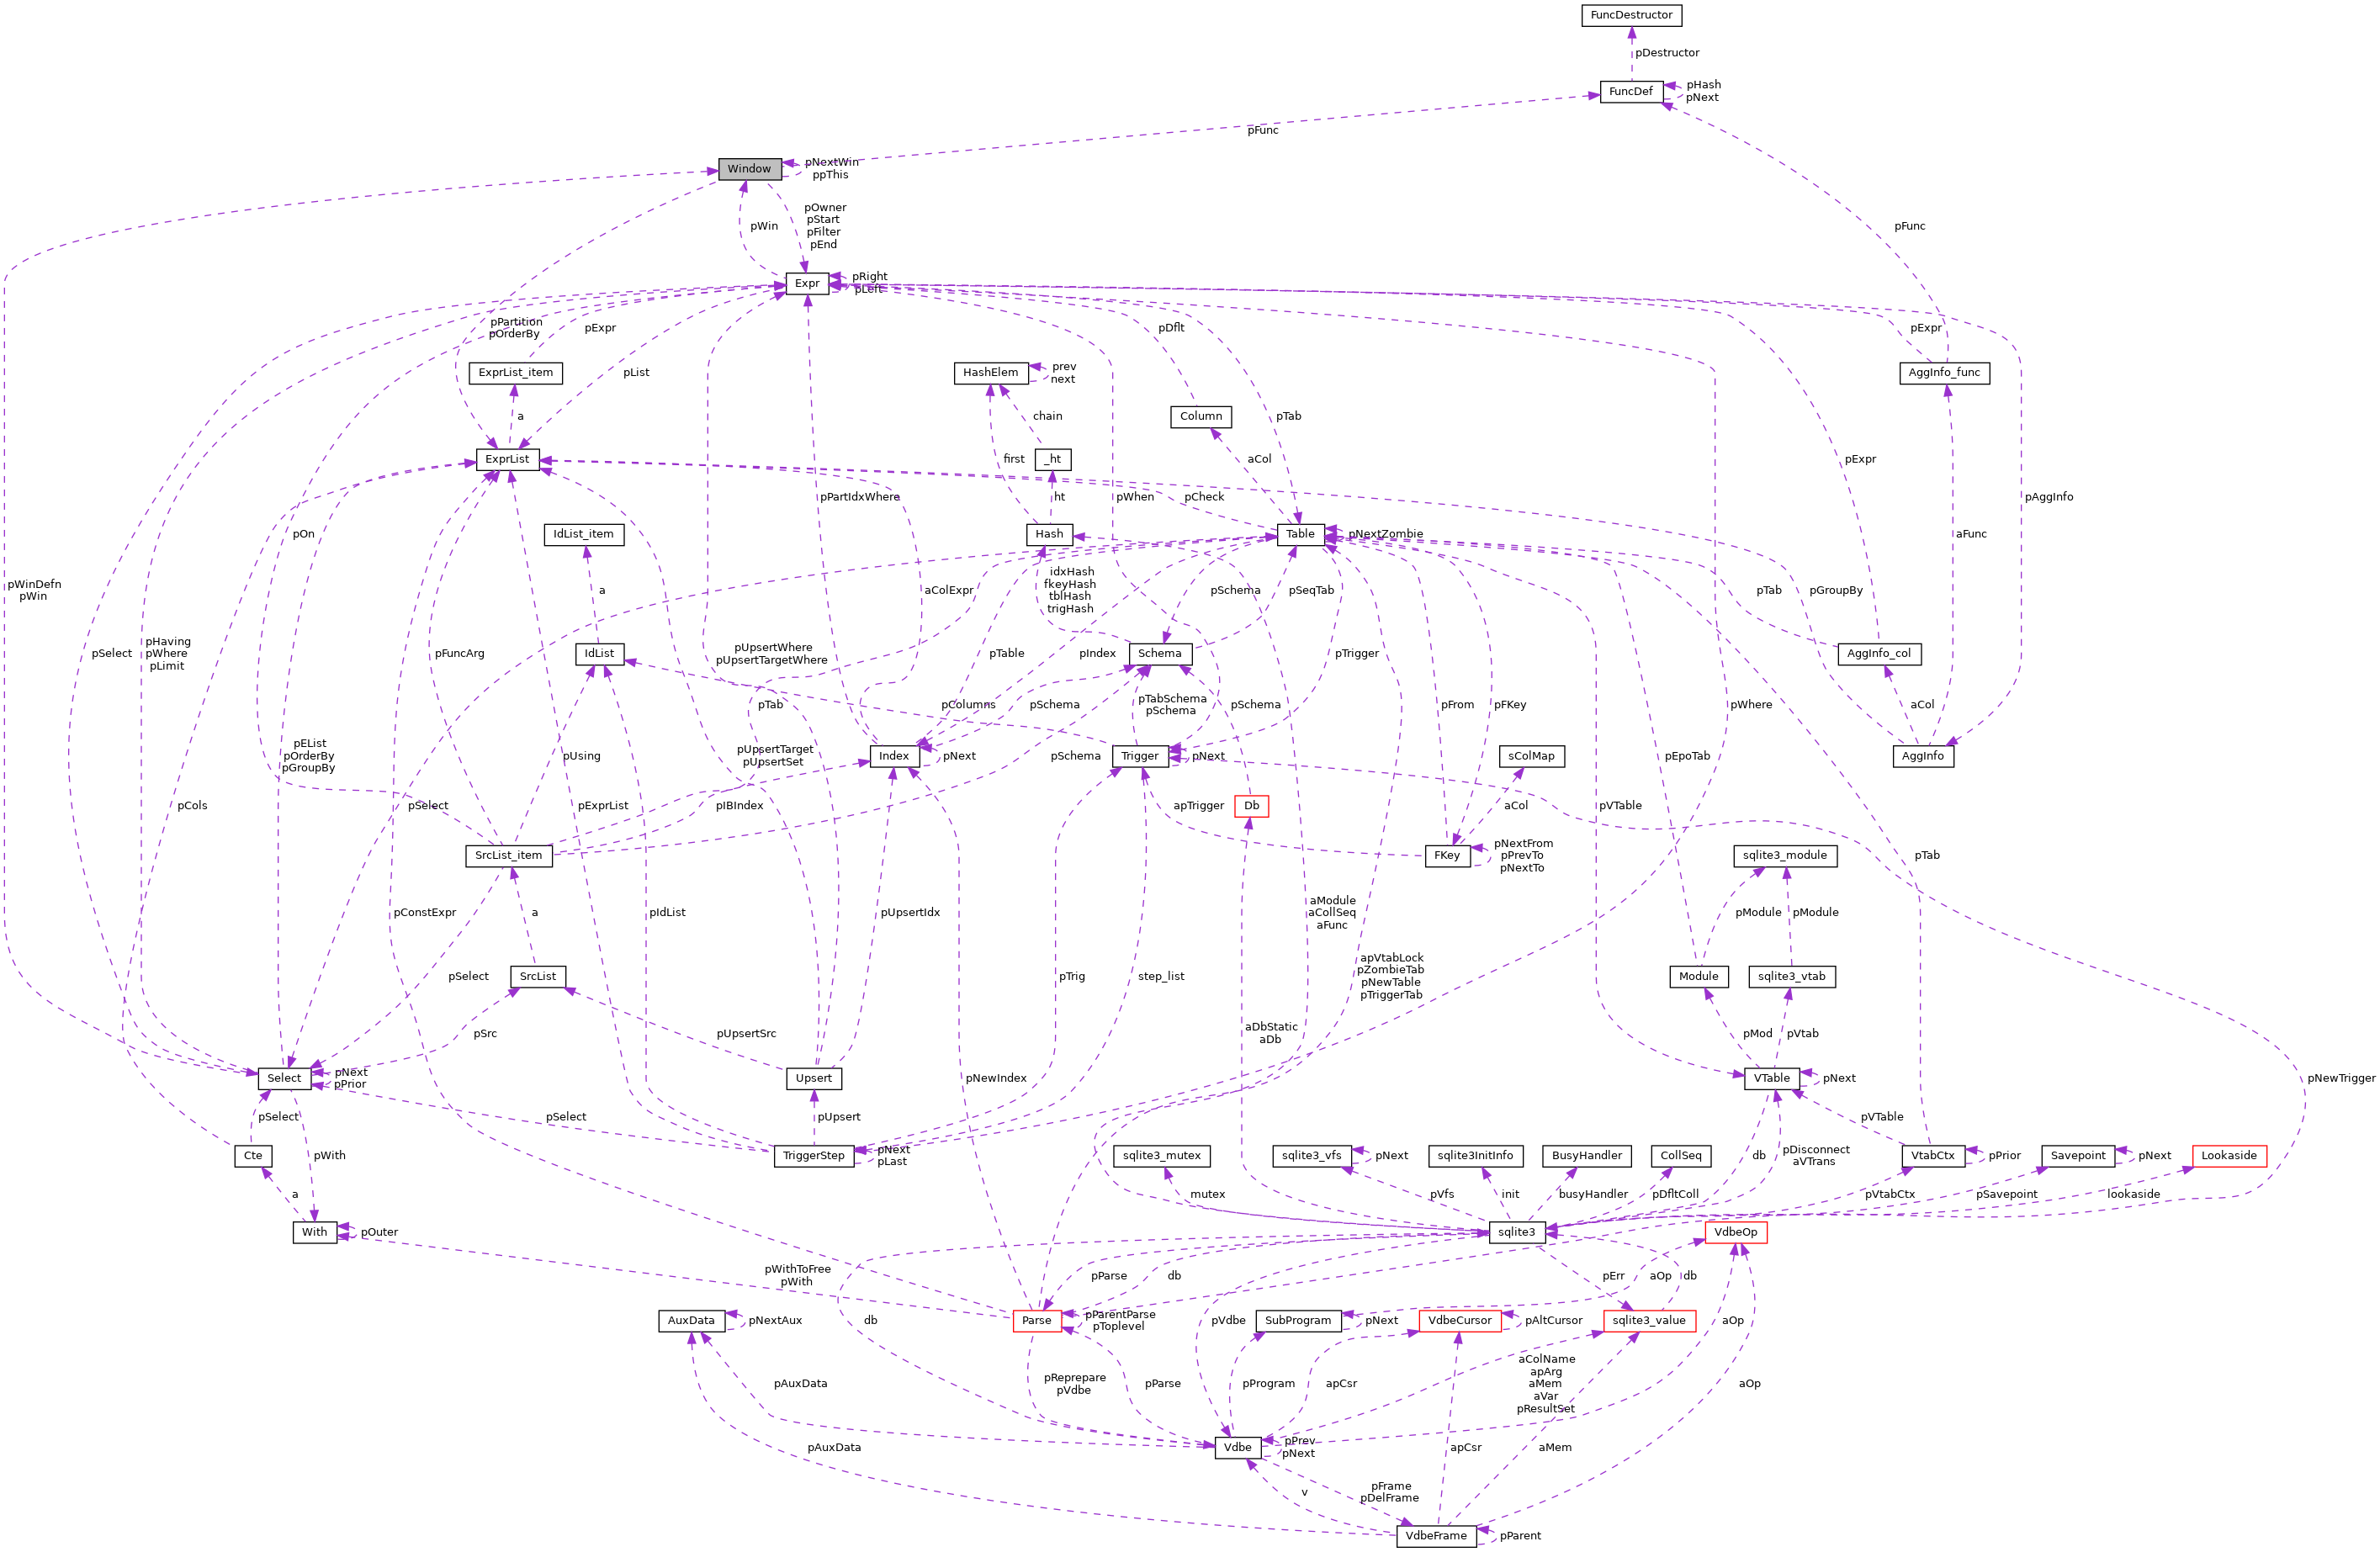 FuncDestructor
pDestructor
FuncDef
pHash
pNext
pFunc
Window
pNextWin
ppThis
pOwner
pStart
pFilter
pEnd
pWin
pFunc
Expr
pRight
pLeft
pPartition
pOrderBy
pExpr
pDflt
pExpr
ExprList_item
pList
HashElem
prev
next
AggInfo_func
a
chain
Column
pTab
ExprList
first
_ht
aCol
pExpr
pPartIdxWhere
ht
pWhen
pCheck
pAggInfo
pOn
IdList_item
Hash
Table
pNextZombie
aFunc
pWinDefn
pWin
a
aColExpr
idxHash
fkeyHash
tblHash
trigHash
pSchema
pSeqTab
pTab
pGroupBy
pSelect
pHaving
pWhere
pLimit
pFuncArg
IdList
pUpsertWhere
pUpsertTargetWhere
pTable
pIndex
Schema
pTrigger
AggInfo_col
pTab
pColumns
pSchema
pTabSchema
pSchema
pSchema
pFrom
pFKey
pWhere
aCol
pEList
pOrderBy
pGroupBy
pUsing
pUpsertTarget
pUpsertSet
Index
pNext
pSchema
Trigger
pNext
sColMap
pEpoTab
AggInfo
pCols
pSelect
pExprList
pIBIndex
apTrigger
Db
aCol
pVTable
SrcList_item
FKey
pNextFrom
pPrevTo
pNextTo
sqlite3_module
pTab
pConstExpr
a
pIdList
pUpsertIdx
aModule
aCollSeq
aFunc
pModule
pModule
pSelect
SrcList
pTrig
step_list
apVtabLock
pZombieTab
pNewTable
pTriggerTab
Module
sqlite3_vtab
pSrc
pUpsertSrc
aDbStatic
aDb
pMod
pVtab
Select
pNext
pPrior
Upsert
pNewIndex
VTable
pNext
pNewTrigger
pSelect
pSelect
pUpsert
pVTable
Cte
pWith
TriggerStep
pNext
pLast
sqlite3_mutex
sqlite3_vfs
pNext
sqlite3InitInfo
BusyHandler
CollSeq
db
pDisconnect
aVTrans
VtabCtx
pPrior
Savepoint
pNext
Lookaside
a
mutex
pVfs
init
busyHandler
pDfltColl
pVtabCtx
pSavepoint
lookaside
With
pOuter
sqlite3
VdbeOp
pWithToFree
pWith
pParse
db
pErr
db
aOp
AuxData
pNextAux
db
Parse
pParentParse
pToplevel
pVdbe
SubProgram
pNext
VdbeCursor
pAltCursor
sqlite3_value
aOp
pAuxData
pReprepare
pVdbe
pParse
pProgram
apCsr
aColName
apArg
aMem
aVar
pResultSet
aOp
pAuxData
Vdbe
pPrev
pNext
apCsr
aMem
v
pFrame
pDelFrame
VdbeFrame
pParent